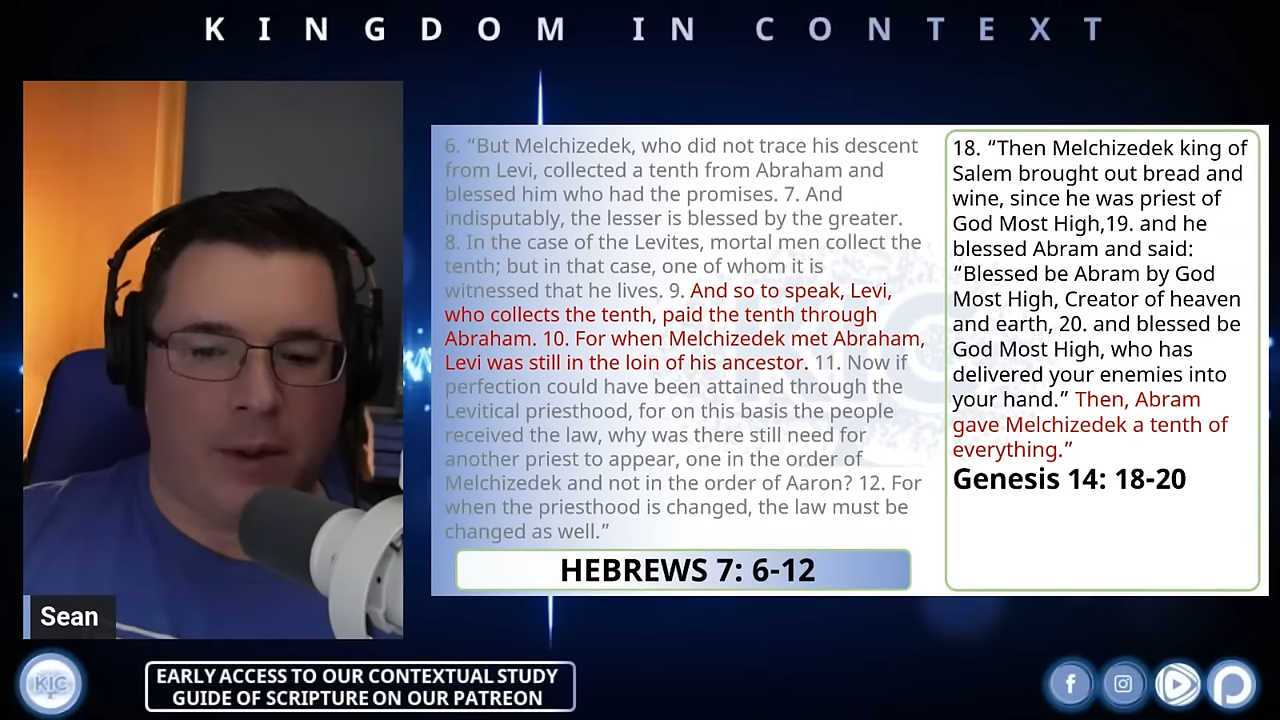 KINGDOM IN CONTEXT
6. “But Melchizedek, who did not trace his descent
from Levi, collected a tenth from Abraham and
blessed him who had the promises. 7. And
indisputably, the lesser is blessed by the greater.
8. In the case of the Levites, mortal men collect the
tenth; but in that case, one of whom it is
witnessed that he lives. 9. And so to speak, Levi,
who collects the tenth, paid the tenth through
Abraham. 10. For when Melchizedek met Abraham,
Levi was still in the loin of his ancestor. 11. Now if
perfection could have been attained through the
Levitical priesthood, for on this basis the people
received the law, why was there still need for
another priest to appear, one in the order of
Melchizedek and not in the order of Aaron? 12. For
when the priesthood is changed, the law must be
changed as well.”
HEBREWS 7: 6-12
18. “Then Melchizedek king of
Salem brought out bread and
wine, since he was priest of
God Most High,19. and he
blessed Abram and said:
“Blessed be Abram by God
Most High, Creator of heaven
and earth, 20. and blessed be
God Most High, who has
delivered your enemies into
your hand.” Then, Abram
gave Melchizedek a tenth of
everything.”
Genesis 14: 18-20
Sean
KIC
EARLY ACCESS TO OUR CONTEXTUAL STUDY
GUIDE OF SCRIPTURE ON OUR PATREON